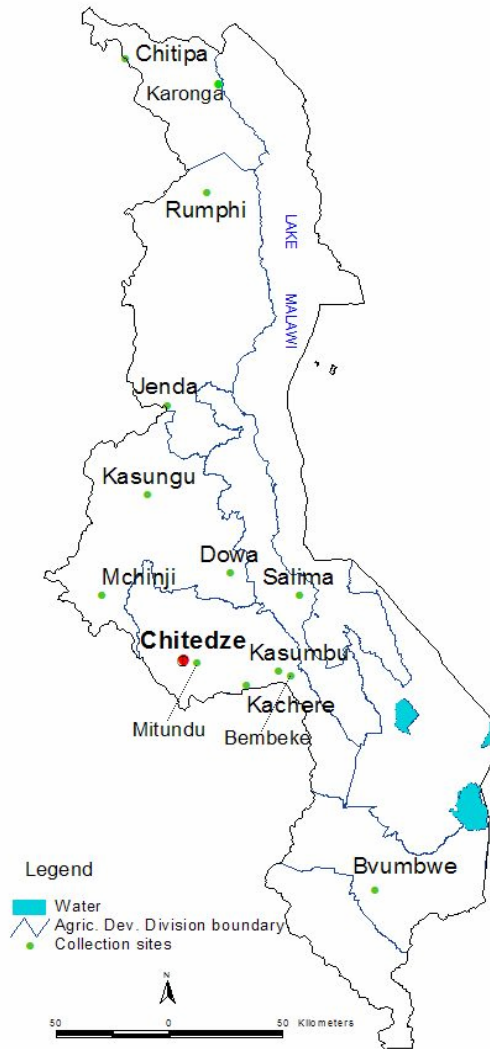 Chitipa
Karonga
Rumphi
LAKE
MALAWI
Jenda
Kasungu
Dowa
Mchinji
Salima
Chitedze
Kasumbu
Kachere
Mitundu
Bembeke
Bvumbwe
Legend
Water
Agric. Dev. Division boundary
Collection sites
N
50 0 50 Kilometers